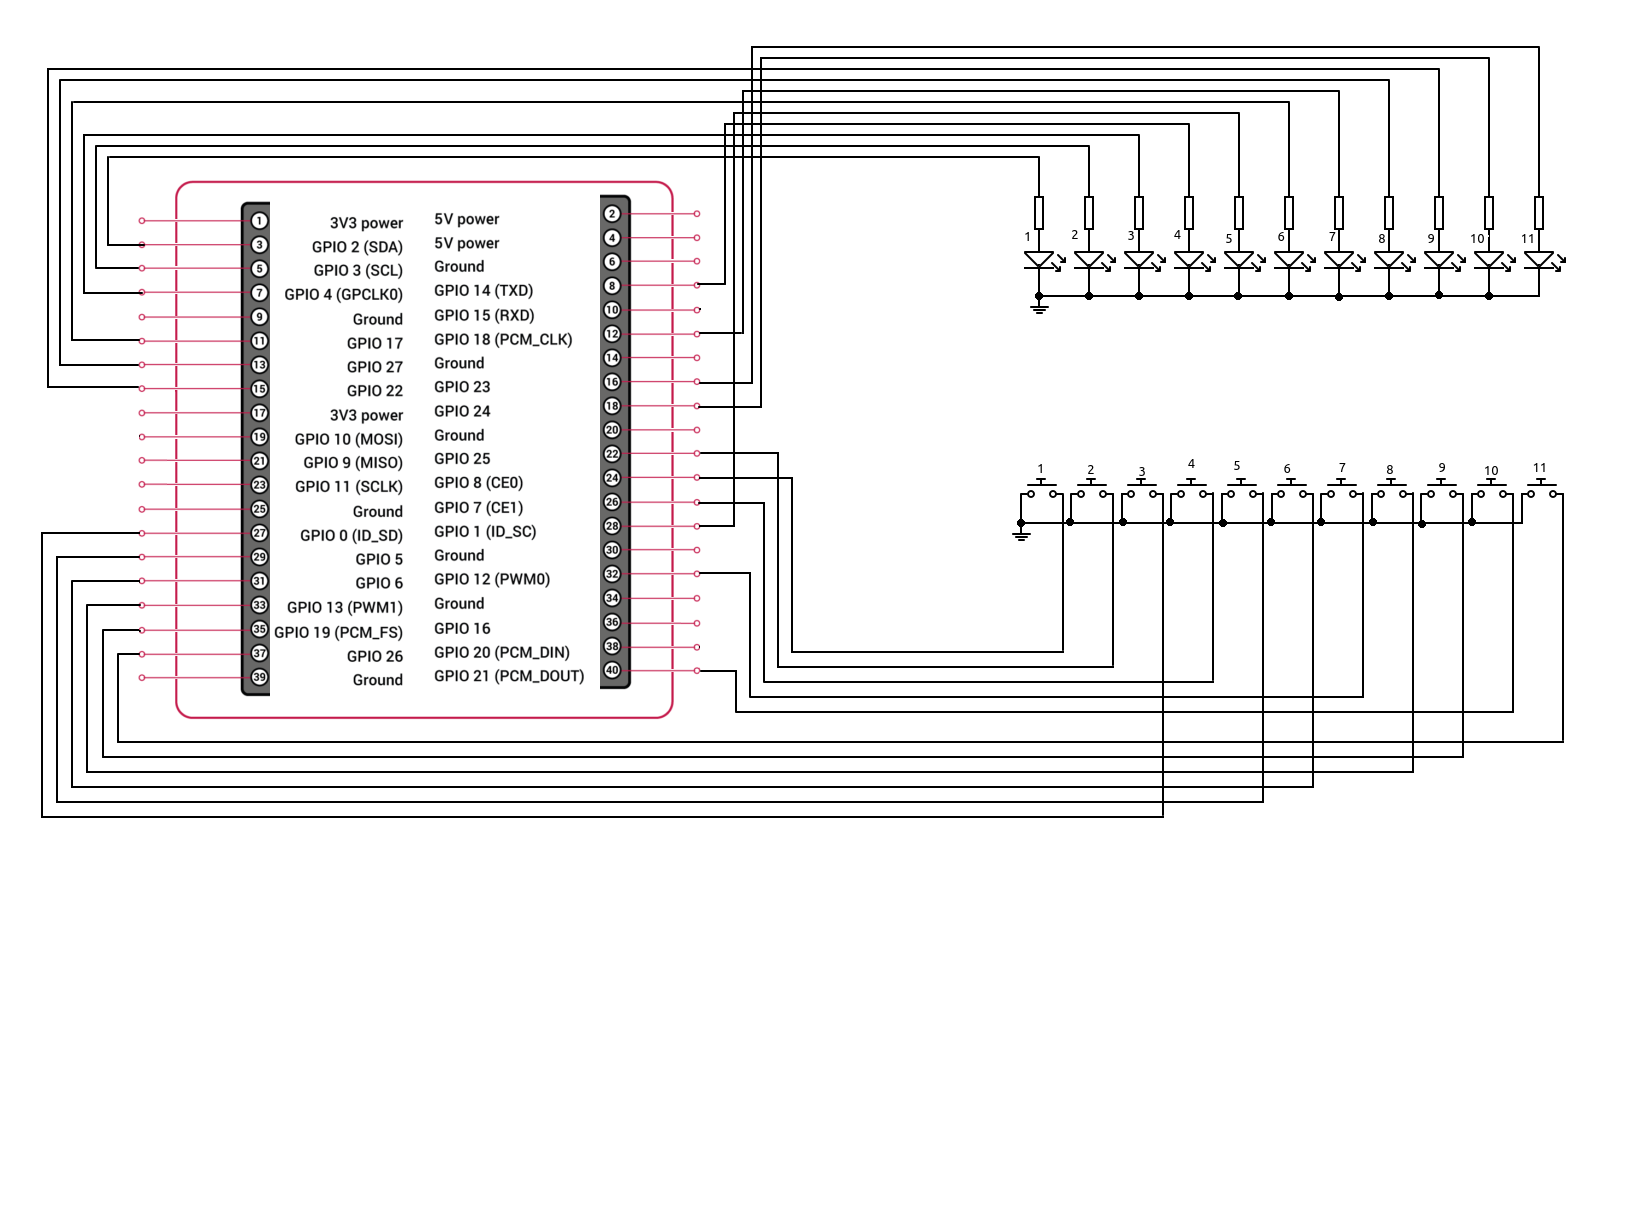 1 2 3 4 5 6 7 8 9 10 11
1 3V3 power 5V power 2
3 GPIO 2 (SDA) 5V power 4
5 GPIO 3 (SCL) Ground 6
7 GPIO 4 (GPCLK0) GPIO 14 (TXD) 8
9 Ground GPIO 15 (RXD) 10
11 GPIO 17 GPIO 18 (PCM_CLK) 12
13 GPIO 27 Ground 14
15 GPIO 22 GPIO 23 16
17 3V3 power GPIO 24 18
19 GPIO 10 (MOSI) Ground 20
21 GPIO 9 (MISO) GPIO 25 22
23 GPIO 11 (SCLK) GPIO 8 (CE0) 24
25 Ground GPIO 7 (CE1) 26
27 GPIO 0 (ID_SD) GPIO 1 (ID_SC) 28
29 GPIO 5 Ground 30
31 GPIO 6 GPIO 12 (PWM0) 32
33 GPIO 13 (PWM1) Ground 34
35 GPIO 19 (PCM_FS) GPIO 16 36
37 GPIO 26 GPIO 20 (PCM_DIN) 38
39 Ground GPIO 21 (PCM_DOUT) 40
1 2 3 4 5 6 7 8 9 10 11